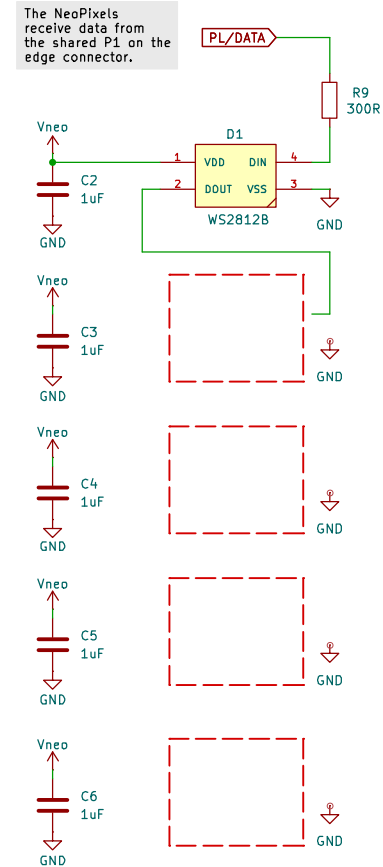 The NeoPixels
receive data from
the shared P1 on the
edge connector.
PL/DATA
R9
300R
D1
Vneo
1 VDD DIN 4
2 DOUT VSS 3
C2
1uF
WS2812B
GND
GND
Vneo
C3
1uF
GND
GND
Vneo
C4
1uF
GND
GND
Vneo
C5
1uF
GND
GND
Vneo
C6
1uF
GND
GND